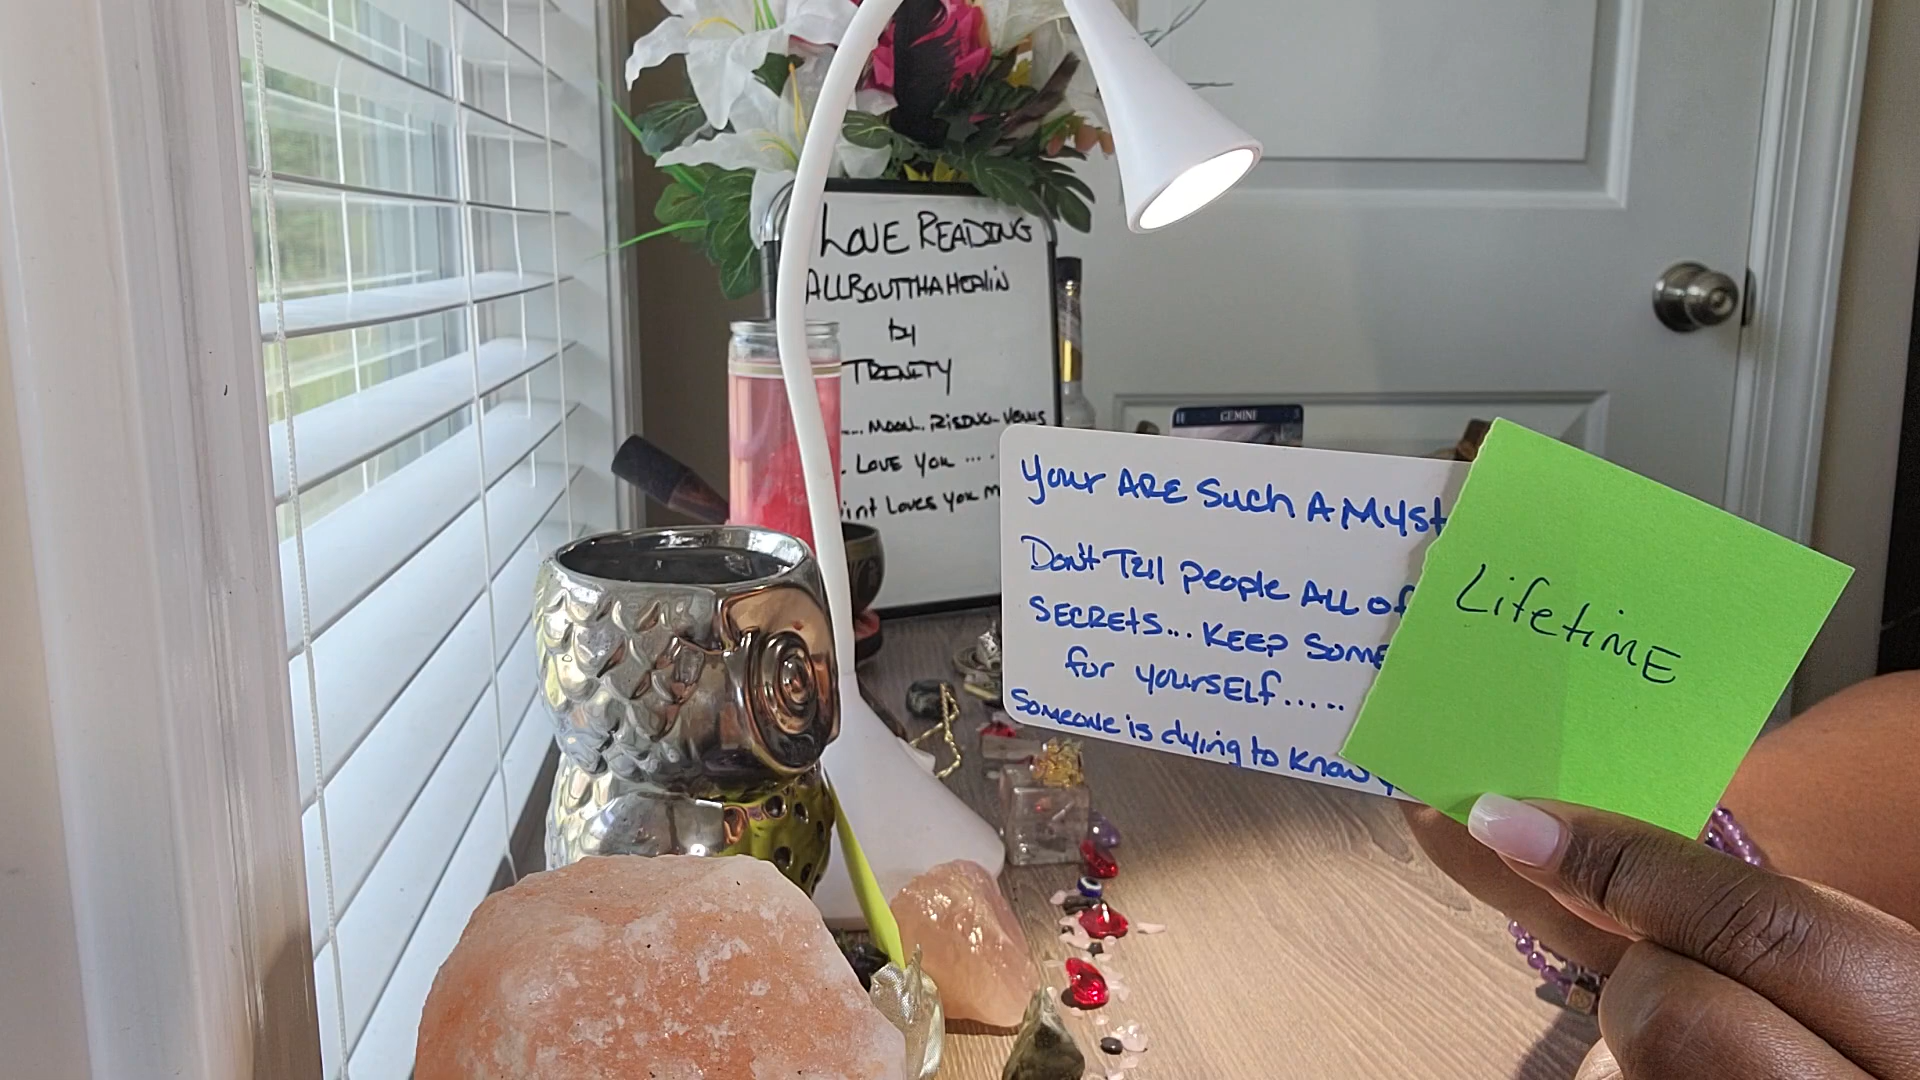 LOVE READING
ALLBOUTTHAHEALIN
by
TRINITY
.... MOON. RISING. VENUS
. LOVE YOU .....
Loves you
GEMINI
Your ARE Such A Myst
Don't Tell people ALL of
SECRETS... KEEP SOME
for yourSELf.....
Someone is dying to know
LifetiME